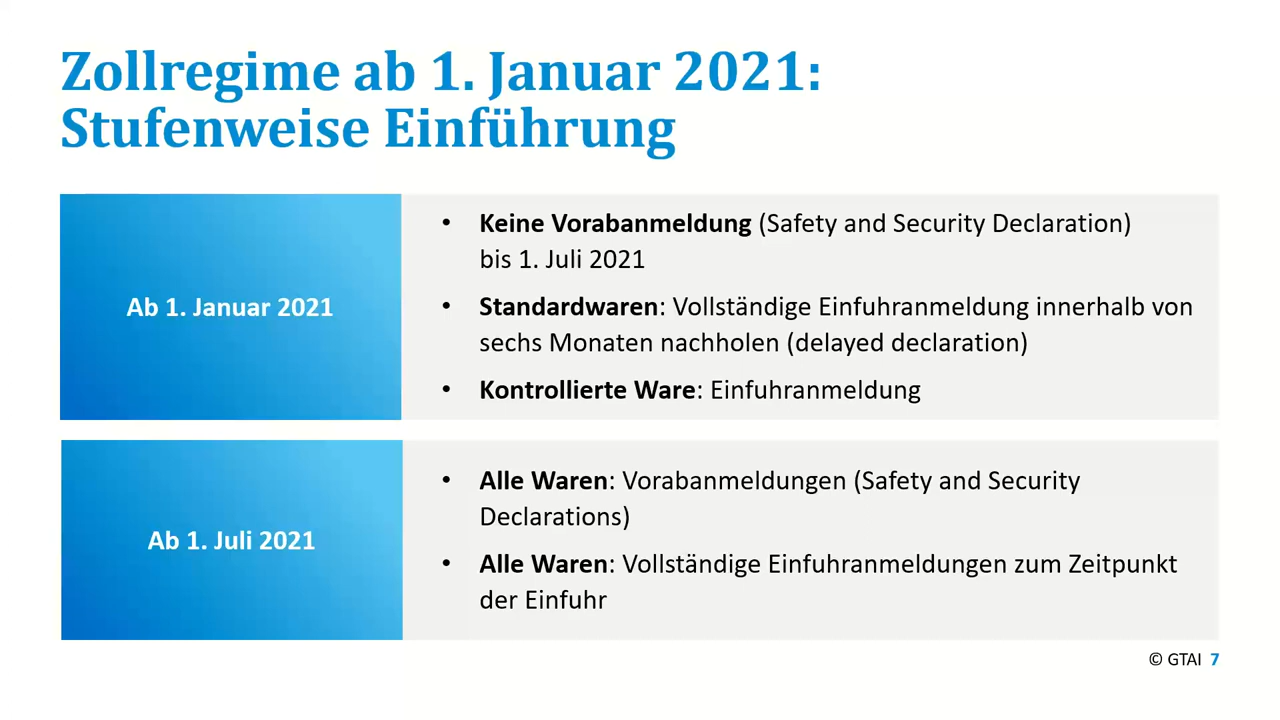 Zollregime ab 1. Januar 2021:
Stufenweise Einführung
Ab 1. Januar 2021
• Keine Vorabanmeldung (Safety and Security Declaration)
bis 1. Juli 2021
• Standardwaren: Vollständige Einfuhranmeldung innerhalb von
sechs Monaten nachholen (delayed declaration)
• Kontrollierte Ware: Einfuhranmeldung
Ab 1. Juli 2021
• Alle Waren: Vorabanmeldungen (Safety and Security
Declarations)
• Alle Waren: Vollständige Einfuhranmeldungen zum Zeitpunkt
der Einfuhr
© GTAI 7